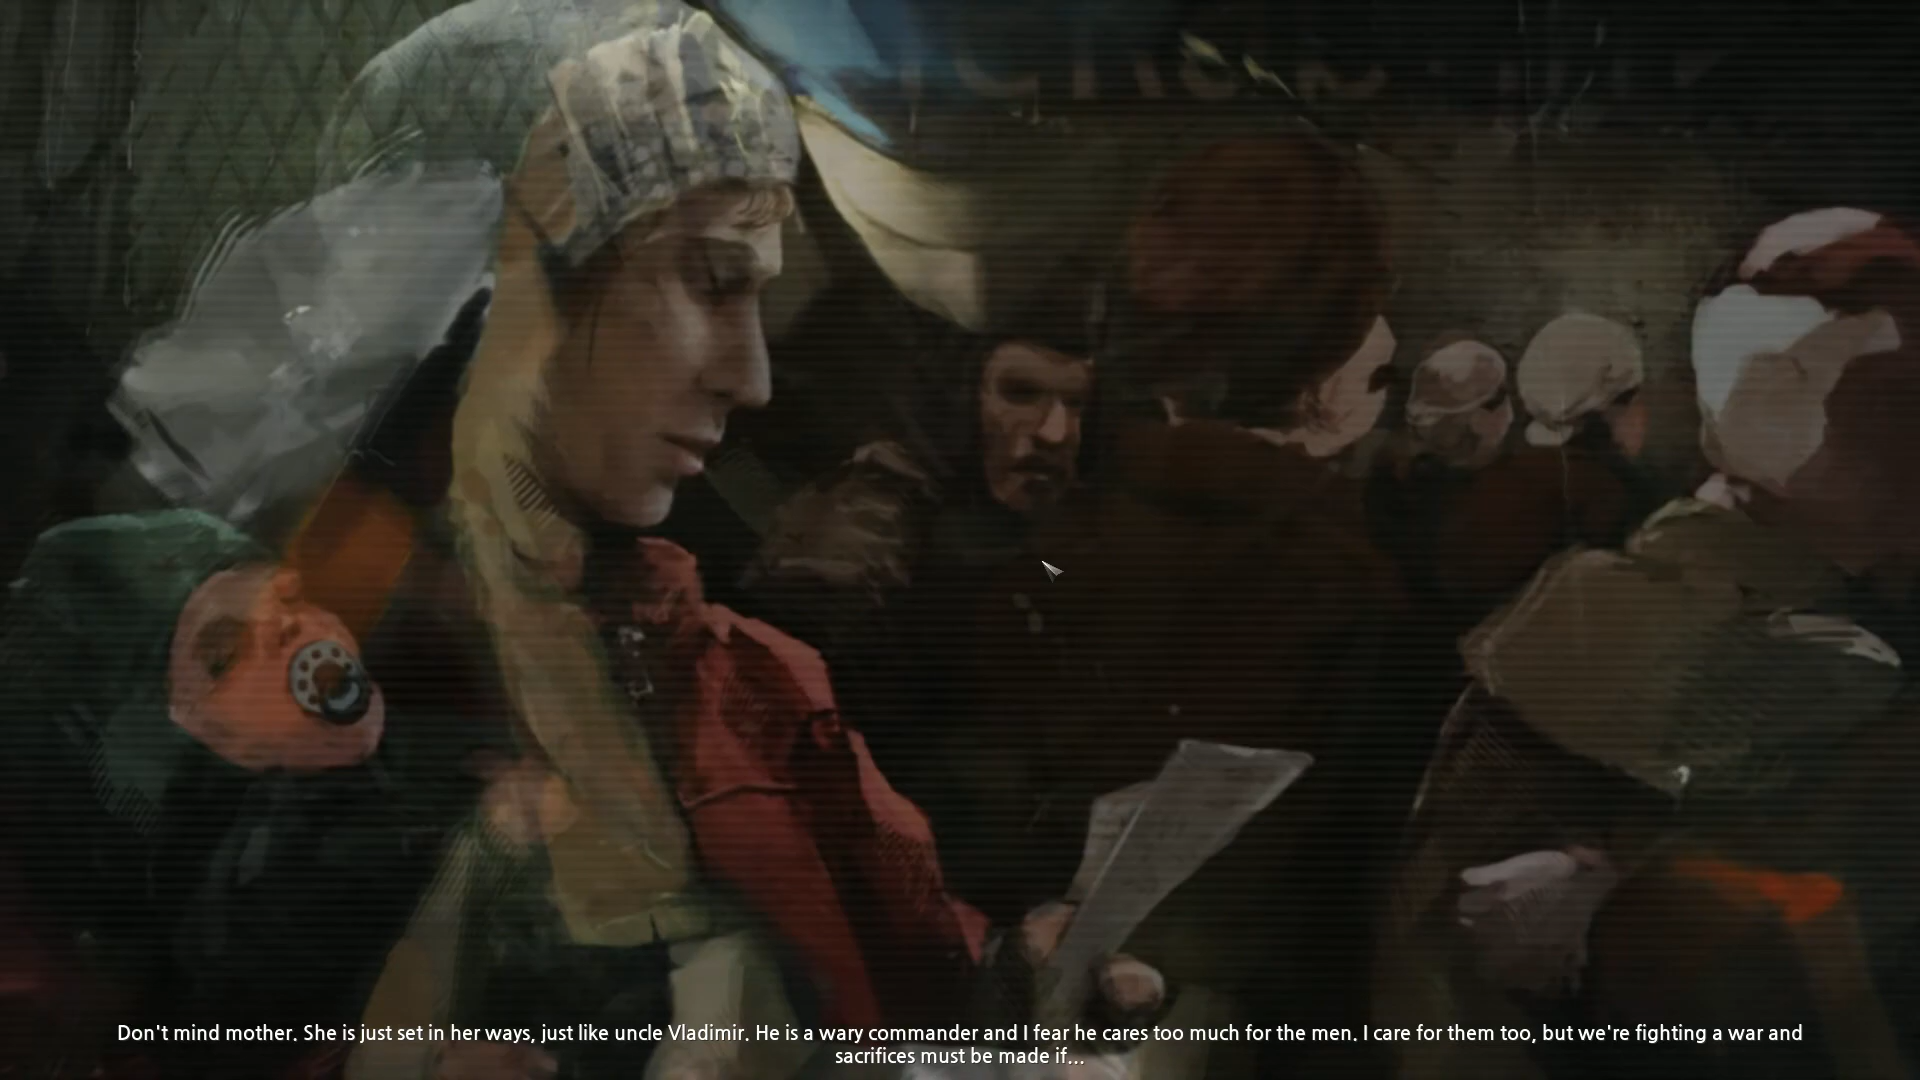 Don't mind mother. She is just set in her ways, just like uncle Vladimir. He is a wary commander and I fear he cares too much for the men. I care for them too, but we're fighting a war and
sacrifices must be made if...